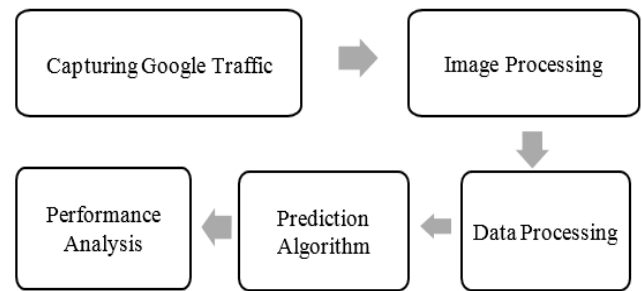 Capturing Google Traffic
Image Processing
Data Processing
Prediction
Algorithm
Performance
Analysis